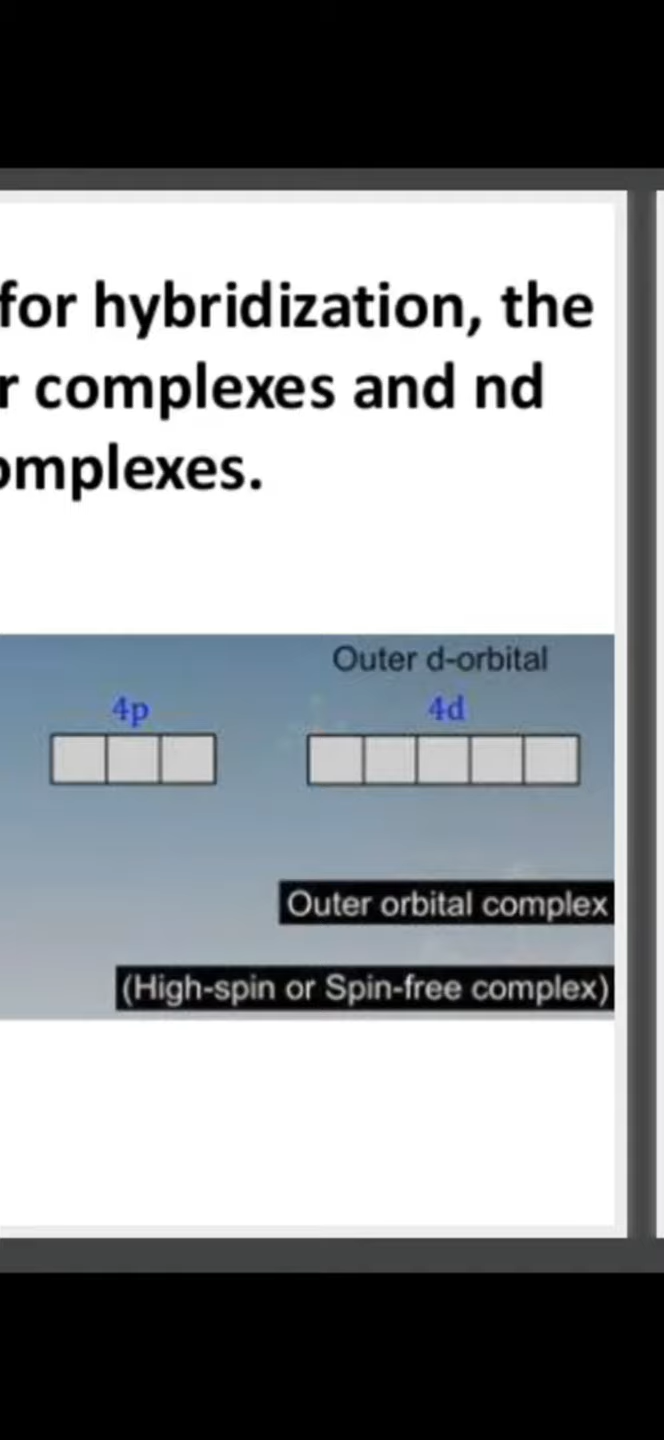 for hybridization, the
r complexes and nd
omplexes.
Outer d-orbital
4p 4d
Outer orbital complex
(High-spin or Spin-free complex)